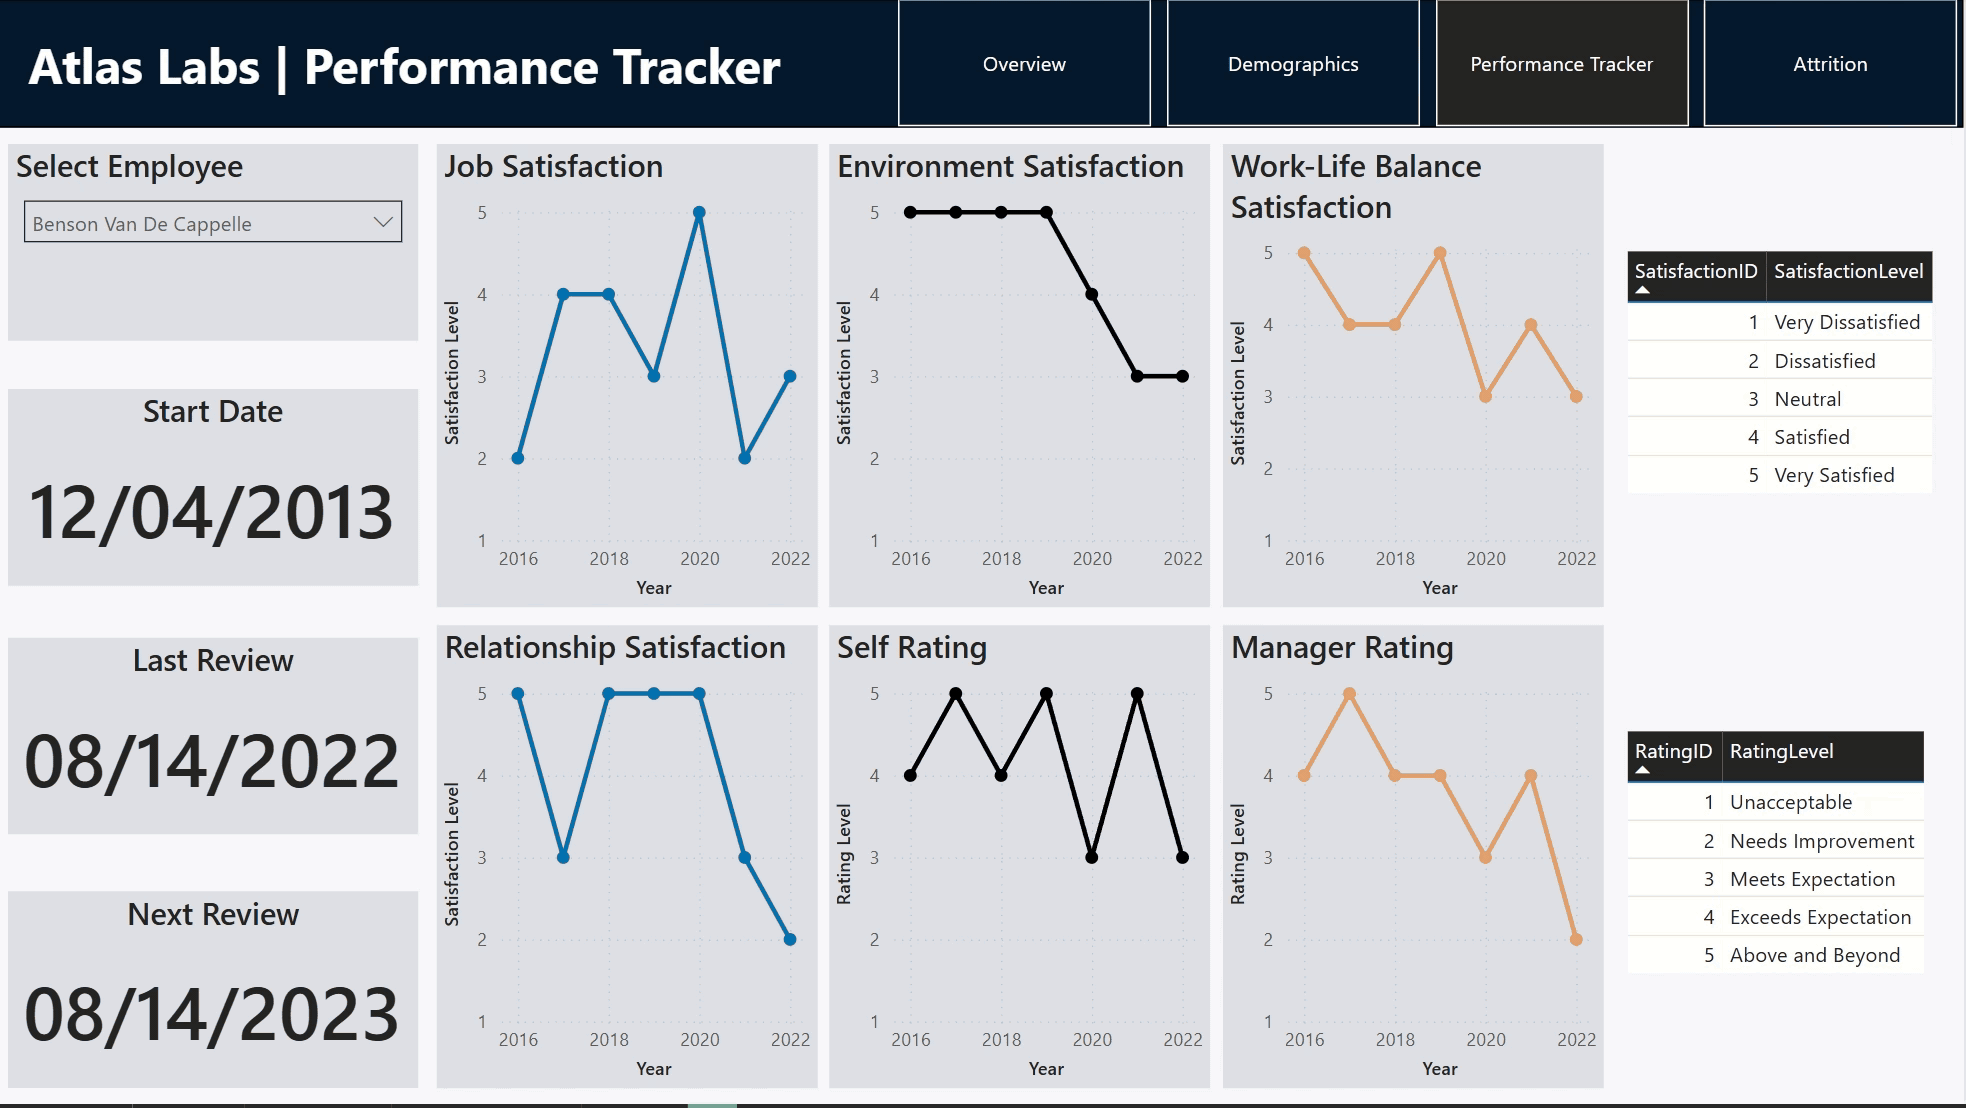 Atlas Labs | Performance Tracker
Overview
Demographics
Performance Tracker
Attrition
Select Employee
Benson Van De Cappelle
Start Date
12/04/2013
Last Review
08/14/2022
Next Review
08/14/2023
Job Satisfaction
Satisfaction Level
5
4
3
2
1
2016 2018 2020 2022
Year
Environment Satisfaction
Satisfaction Level
5
4
3
2
1
2016 2018 2020 2022
Year
Work-Life Balance
Satisfaction
Satisfaction Level
5
4
3
2
1
2016 2018 2020 2022
Year
SatisfactionID SatisfactionLevel
1 Very Dissatisfied
2 Dissatisfied
3 Neutral
4 Satisfied
5 Very Satisfied
Relationship Satisfaction
Satisfaction Level
5
4
3
2
1
2016 2018 2020 2022
Year
Self Rating
Rating Level
5
4
3
2
1
2016 2018 2020 2022
Year
Manager Rating
Rating Level
5
4
3
2
1
2016 2018 2020 2022
Year
RatingID RatingLevel
1 Unacceptable
2 Needs Improvement
3 Meets Expectation
4 Exceeds Expectation
5 Above and Beyond